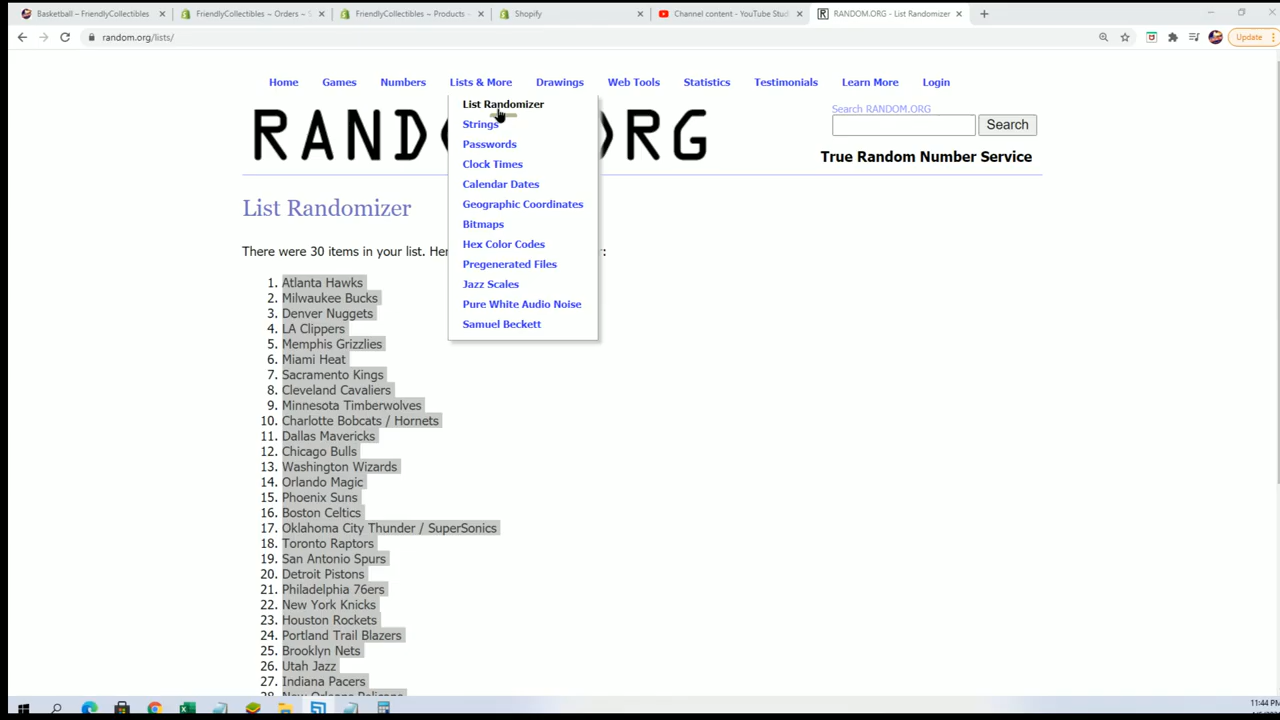 Basketball – FriendlyCollectibles
FriendlyCollectibles ~ Orders ~ S
FriendlyCollectibles ~ Products ~
Shopify
Channel content - YouTube Stud
RANDOM.ORG - List Randomizer
random.org/lists/
Update
Home Games Numbers Lists & More Drawings Web Tools Statistics Testimonials Learn More Login
List Randomizer
Strings
Passwords
Clock Times
Calendar Dates
Geographic Coordinates
Bitmaps
Hex Color Codes
Pregenerated Files
Jazz Scales
Pure White Audio Noise
Samuel Beckett
RAND ORG
Search RANDOM.ORG
Search
True Random Number Service
List Randomizer
There were 30 items in your list. Her :
1. Atlanta Hawks
2. Milwaukee Bucks
3. Denver Nuggets
4. LA Clippers
5. Memphis Grizzlies
6. Miami Heat
7. Sacramento Kings
8. Cleveland Cavaliers
9. Minnesota Timberwolves
10. Charlotte Bobcats / Hornets
11. Dallas Mavericks
12. Chicago Bulls
13. Washington Wizards
14. Orlando Magic
15. Phoenix Suns
16. Boston Celtics
17. Oklahoma City Thunder / SuperSonics
18. Toronto Raptors
19. San Antonio Spurs
20. Detroit Pistons
21. Philadelphia 76ers
22. New York Knicks
23. Houston Rockets
24. Portland Trail Blazers
25. Brooklyn Nets
26. Utah Jazz
27. Indiana Pacers
28. New Orleans Pelicans
11:44 PM